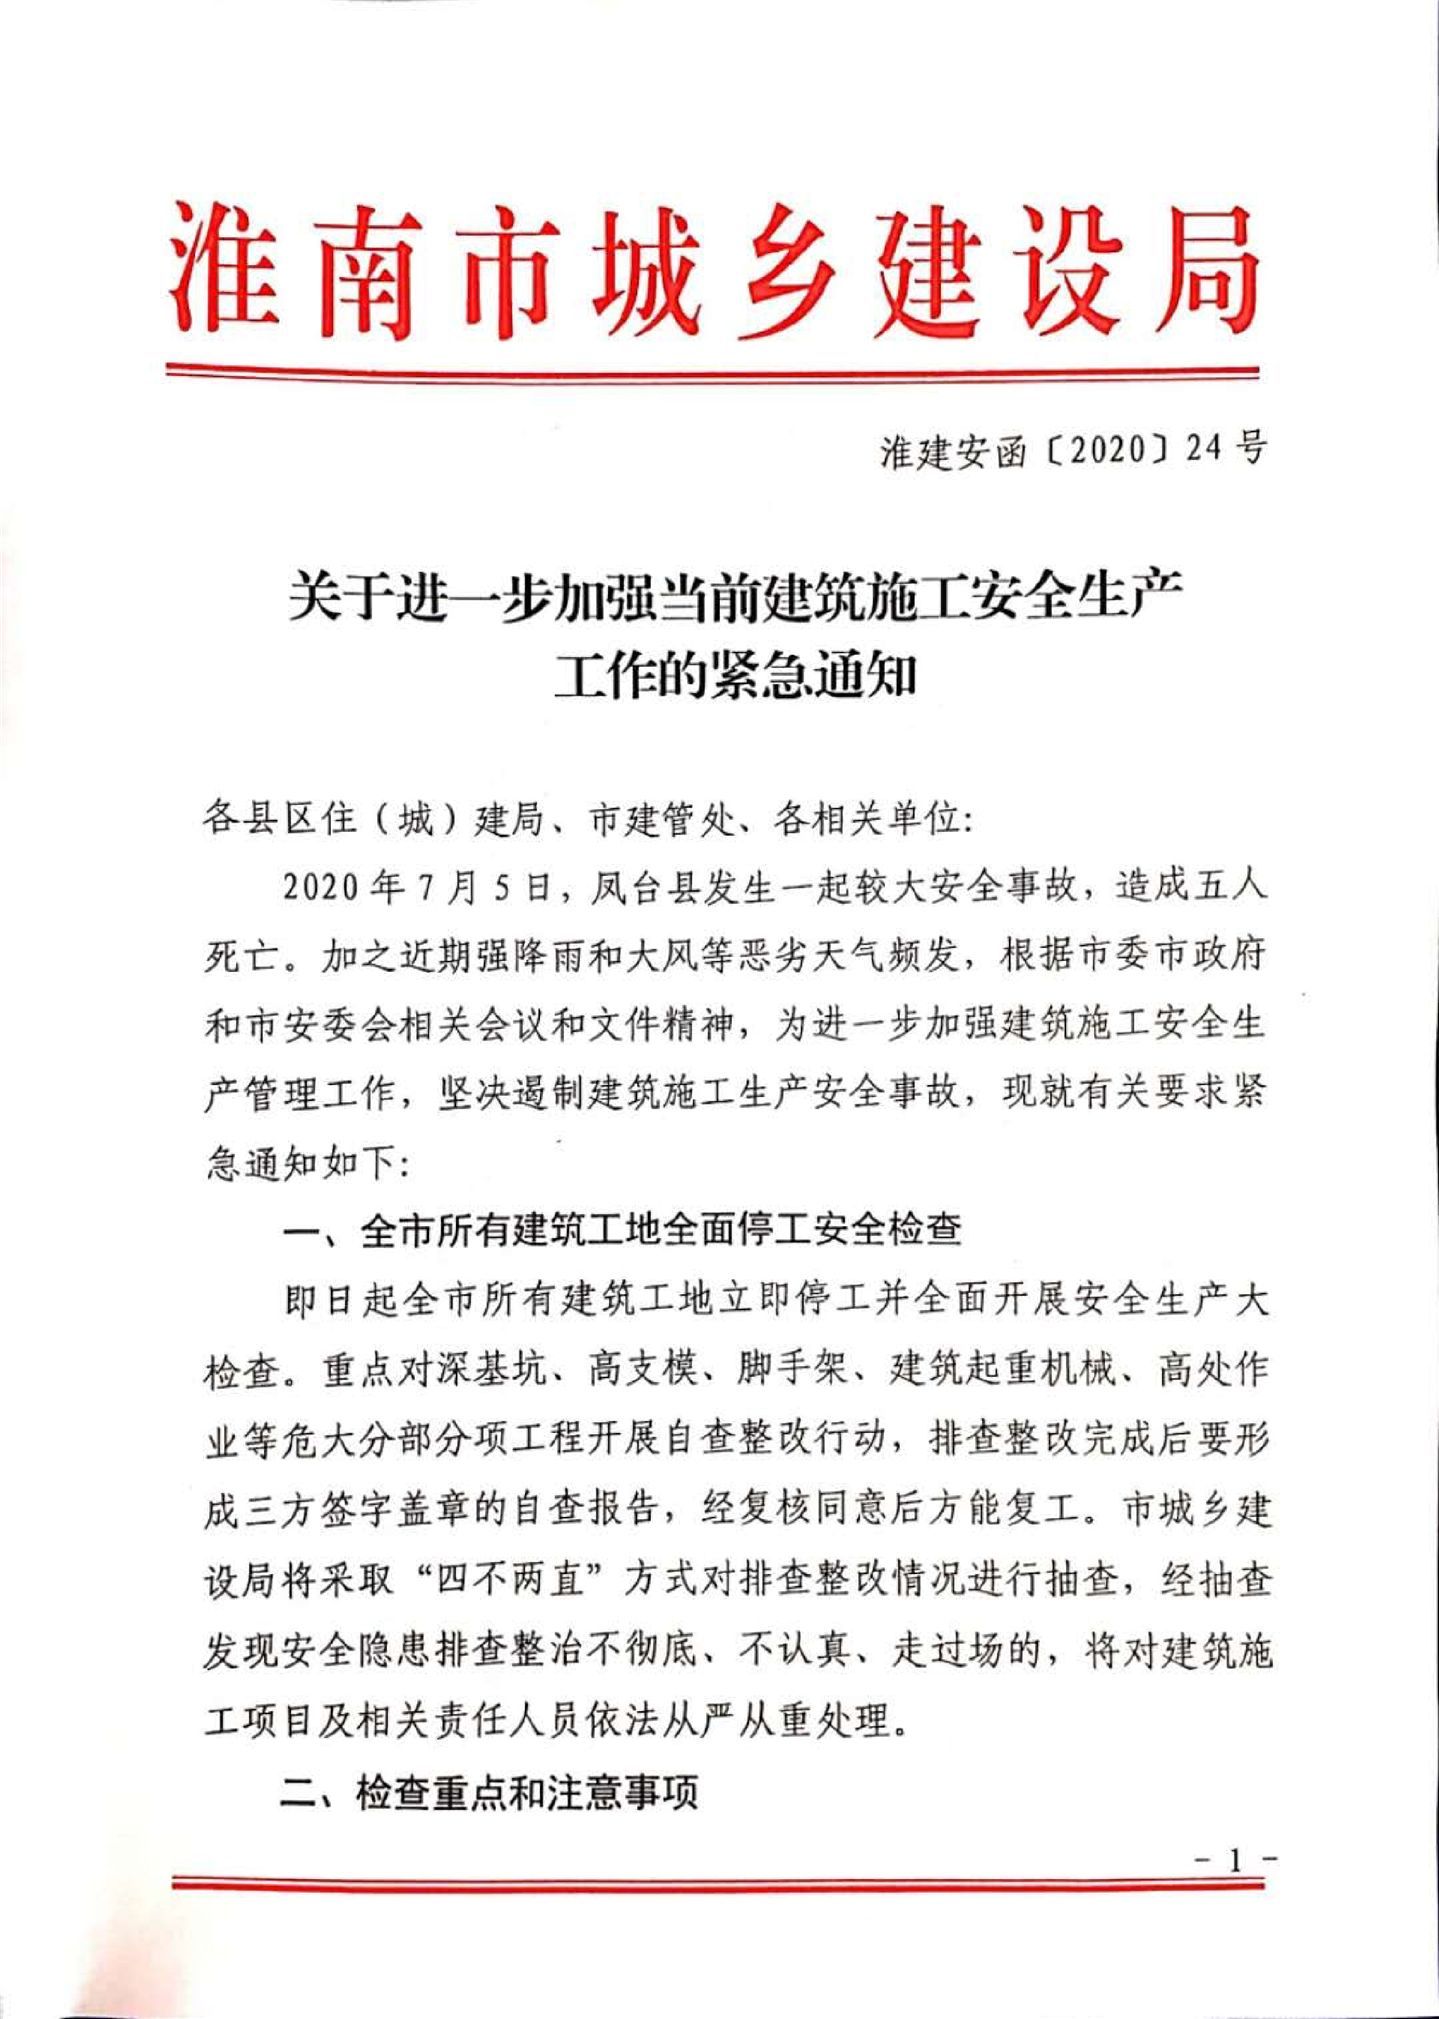 淮南市城乡建设局
淮建安函〔2020〕24 号
关于进一步加强当前建筑施工安全生产
工作的紧急通知
各县区住（城）建局、市建管处、各相关单位：
2020 年 7 月 5 日，凤台县发生一起较大安全事故，造成五人
死亡。加之近期强降雨和大风等恶劣天气频发，根据市委市政府
和市安委会相关会议和文件精神，为进一步加强建筑施工安全生
产管理工作，坚决遏制建筑施工生产安全事故，现就有关要求紧
急通知如下：
一、全市所有建筑工地全面停工安全检查
即日起全市所有建筑工地立即停工并全面开展安全生产大
检查。重点对深基坑、高支模、脚手架、建筑起重机械、高处作
业等危大分部分项工程开展自查整改行动，排查整改完成后要形
成三方签字盖章的自查报告，经复核同意后方能复工。市城乡建
设局将采取“四不两直”方式对排查整改情况进行抽查，经抽查
发现安全隐患排查整治不彻底、不认真、走过场的，将对建筑施
工项目及相关责任人员依法从严从重处理。
二、检查重点和注意事项
- 1 -